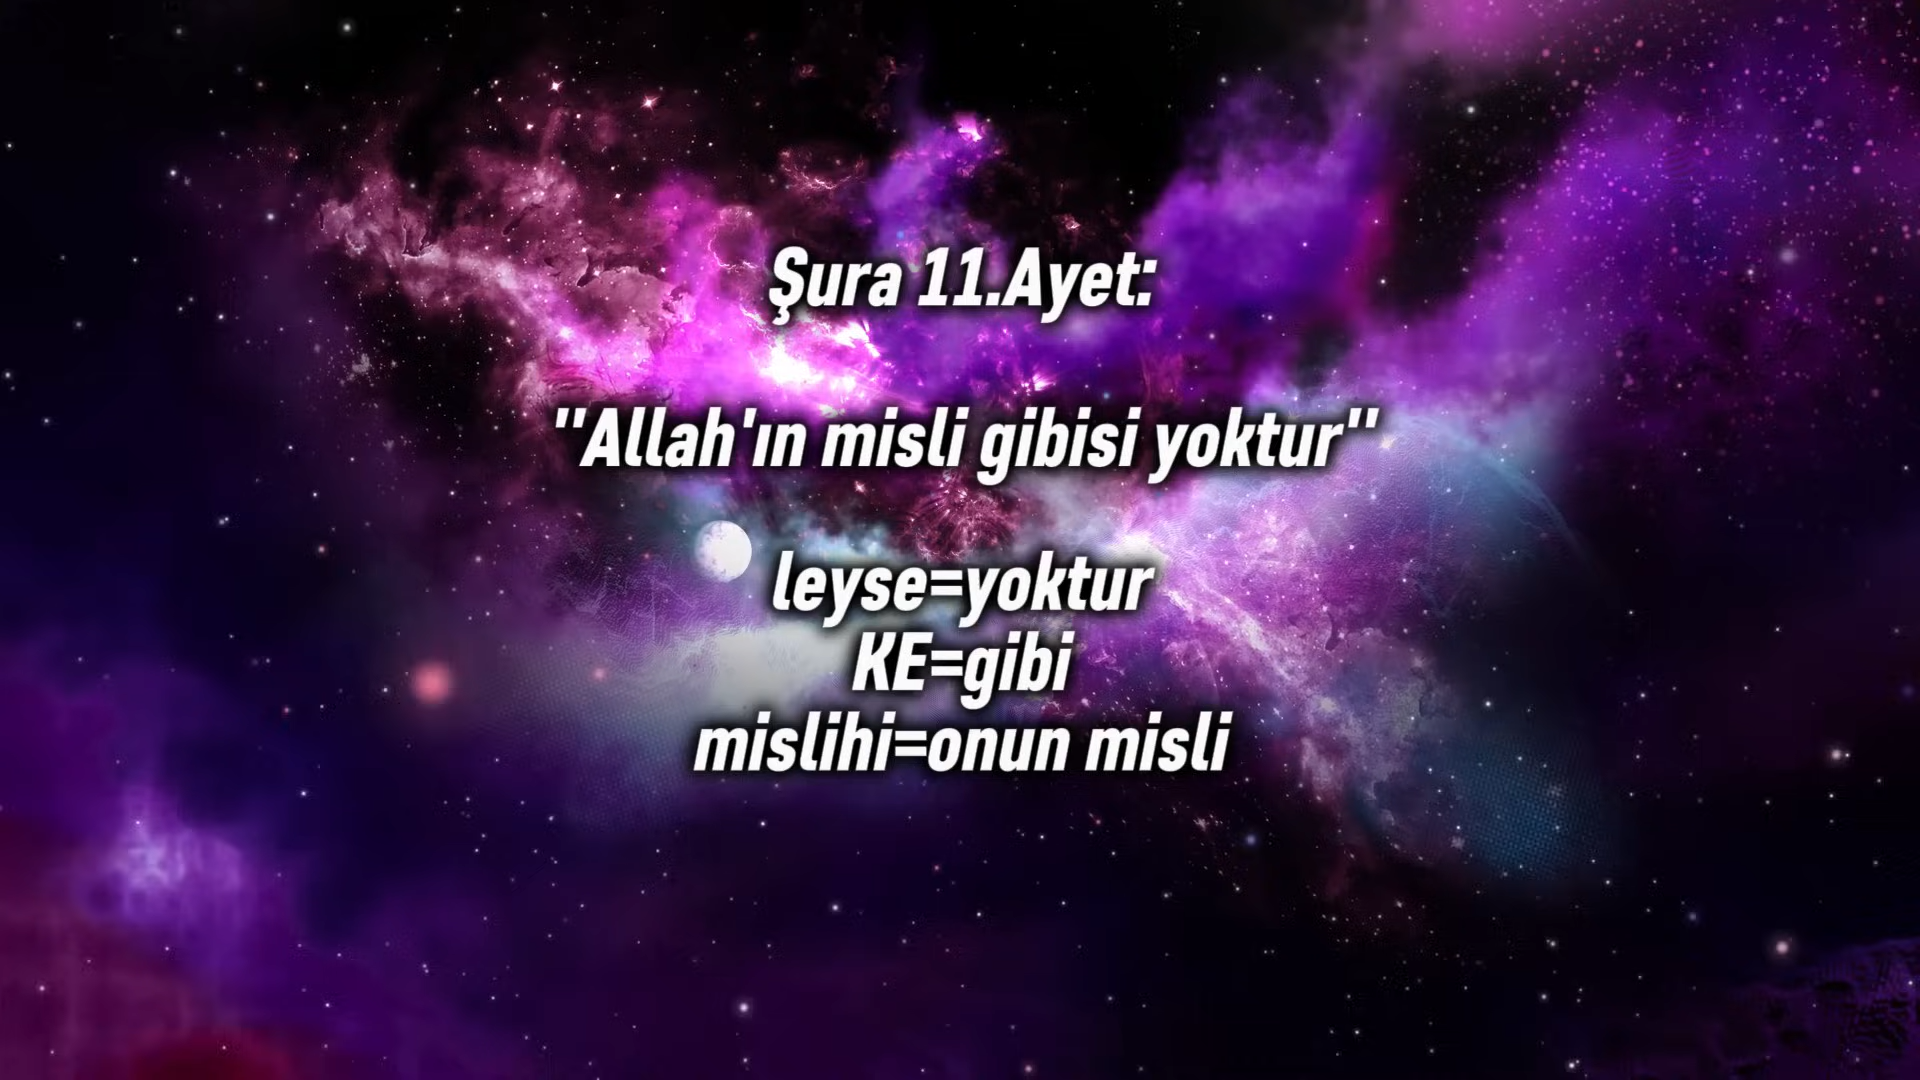 Şura 11.Ayet:
"Allah'ın misli gibisi yoktur"
leyse=yoktur
KE=gibi
mislihi=onun misli